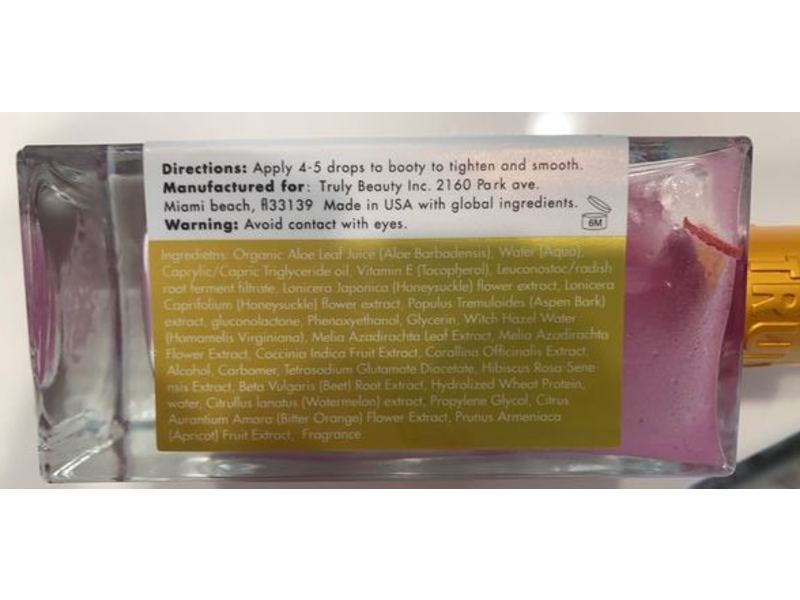 Directions: Apply 4-5 drops to booty to tighten and smooth.
Manufactured for: Truly Beauty Inc. 2160 Park ave.
Miami beach, fl33139 Made in USA with global ingredients.
Warning: Avoid contact with eyes.
6M
Ingredietns: Organic Aloe Leaf Juice (Aloe Barbadensis), Water (Aqua),
Caprylic/Capric Triglyceride oil, Vitamin E (Tocopherol), Leuconostoc/radish
root ferment filtrate, Lonicera Japonica (Honeysuckle) flower extract, Lonicera
Caprifolium (Honeysuckle) flower extract, Populus Tremuloides (Aspen Bark)
extract, gluconolactone, Phenoxyethanol, Glycerin, Witch Hazel Water
(Hamamelis Virginiana), Melia Azadirachta Leaf Extract, Melia Azadirachta
Flower Extract, Coccinia Indica Fruit Extract, Corallina Officinalis Extract,
Alcohol, Carbomer, Tetrasodium Glutamate Diacetate, Hibiscus Rosa-Sene-
nsis Extract, Beta Vulgaris (Beet) Root Extract, Hydrolized Wheat Protein,
water, Citrullus lanatus (Watermelon) extract, Propylene Glycol, Citrus
Aurantium Amara (Bitter Orange) Flower Extract, Prunus Armeniaca
(Apricot) Fruit Extract, Fragrance